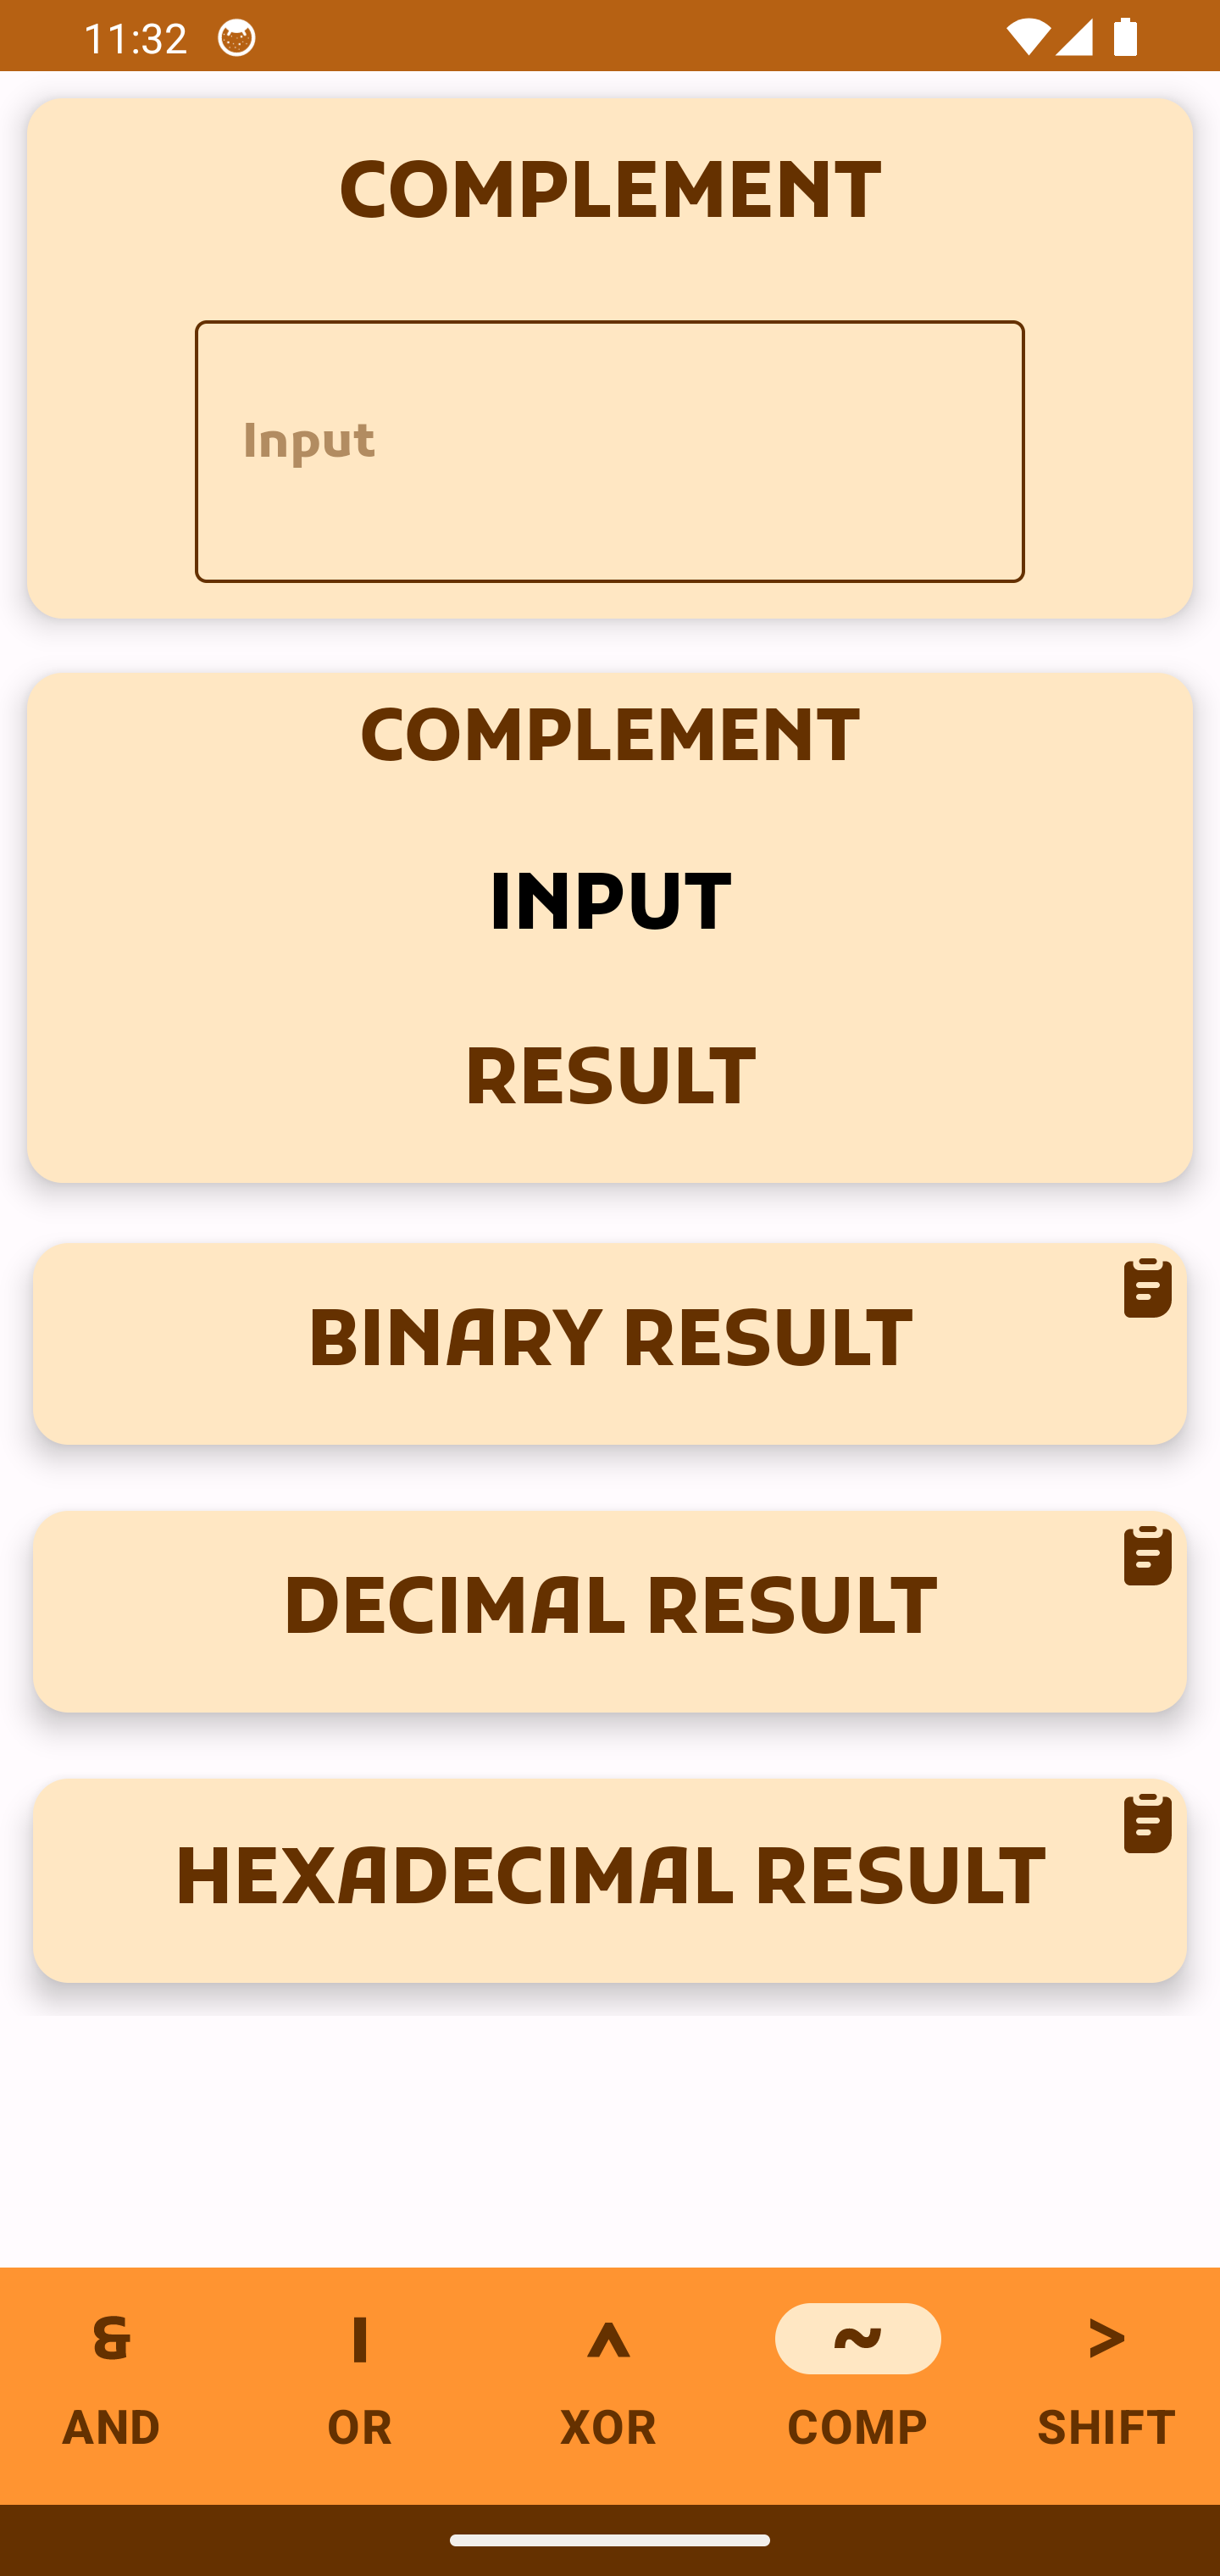 11:32
COMPLEMENT
Input
COMPLEMENT
INPUT
RESULT
BINARY RESULT
DECIMAL RESULT
HEXADECIMAL RESULT
& | ^ ~ >
AND OR XOR COMP SHIFT